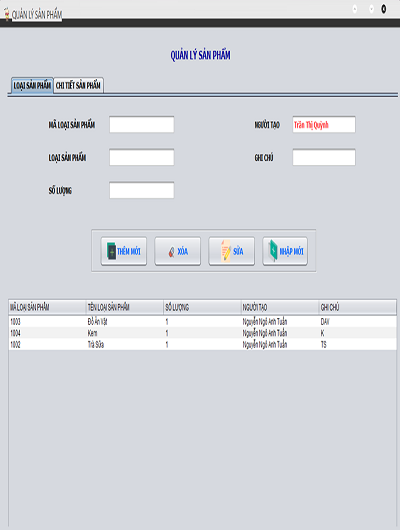 QUẢN LÝ SẢN PHẨM
QUẢN LÝ SẢN PHẨM
LOẠI SẢN PHẨM CHI TIẾT SẢN PHẨM
MÃ LOẠI SẢN PHẨM NGƯỜI TẠO Trần Thị Quỳnh
LOẠI SẢN PHẨM GHI CHÚ
SỐ LƯỢNG
THÊM MỚI XÓA SỬA NHẬP MỚI
MÃ LOẠI SẢN PHẨM TÊN LOẠI SẢN PHẨM SỐ LƯỢNG NGƯỜI TẠO GHI CHÚ
1003 Đồ Ăn Vặt 1 Nguyễn Ngô Anh Tuấn DAV
1004 Kem 1 Nguyễn Ngô Anh Tuấn K
1002 Trà Sữa 1 Nguyễn Ngô Anh Tuấn TS